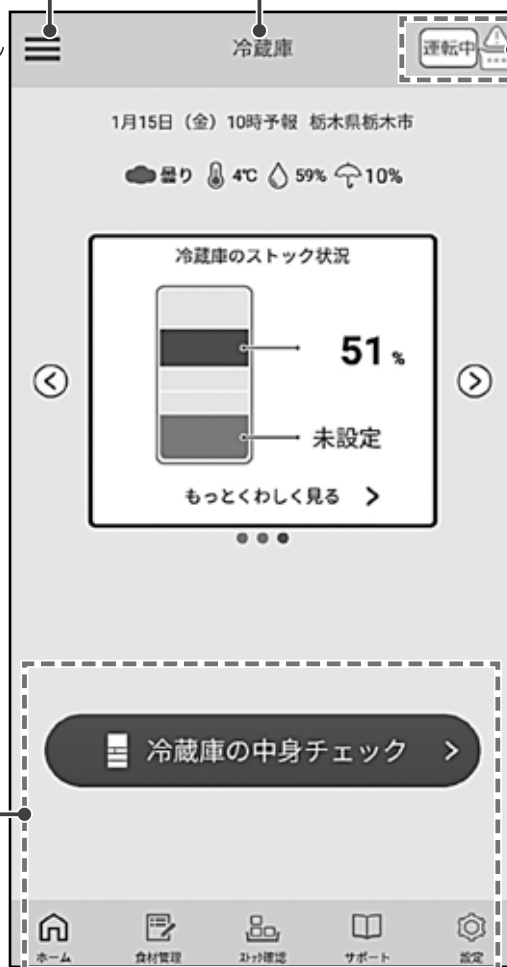 冷蔵庫
運転中
1月15日（金）10時予報 栃木県栃木市
曇り 4℃ 59% 10%
冷蔵庫のストック状況
51 %
未設定
もっとくわしく見る
冷蔵庫の中身チェック
ホーム 食材管理 ストック確認 サポート 設定